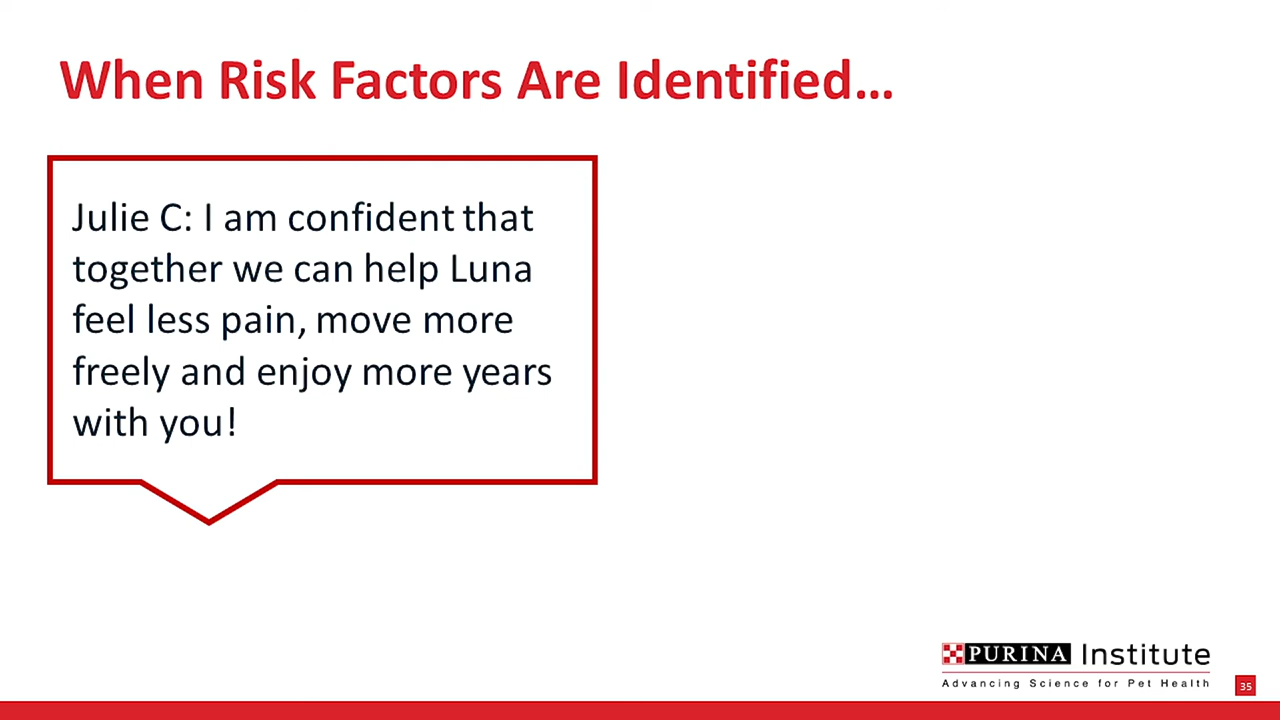 When Risk Factors Are Identified…
Julie C: I am confident that
together we can help Luna
feel less pain, move more
freely and enjoy more years
with you!
PURINA Institute
Advancing Science for Pet Health
35